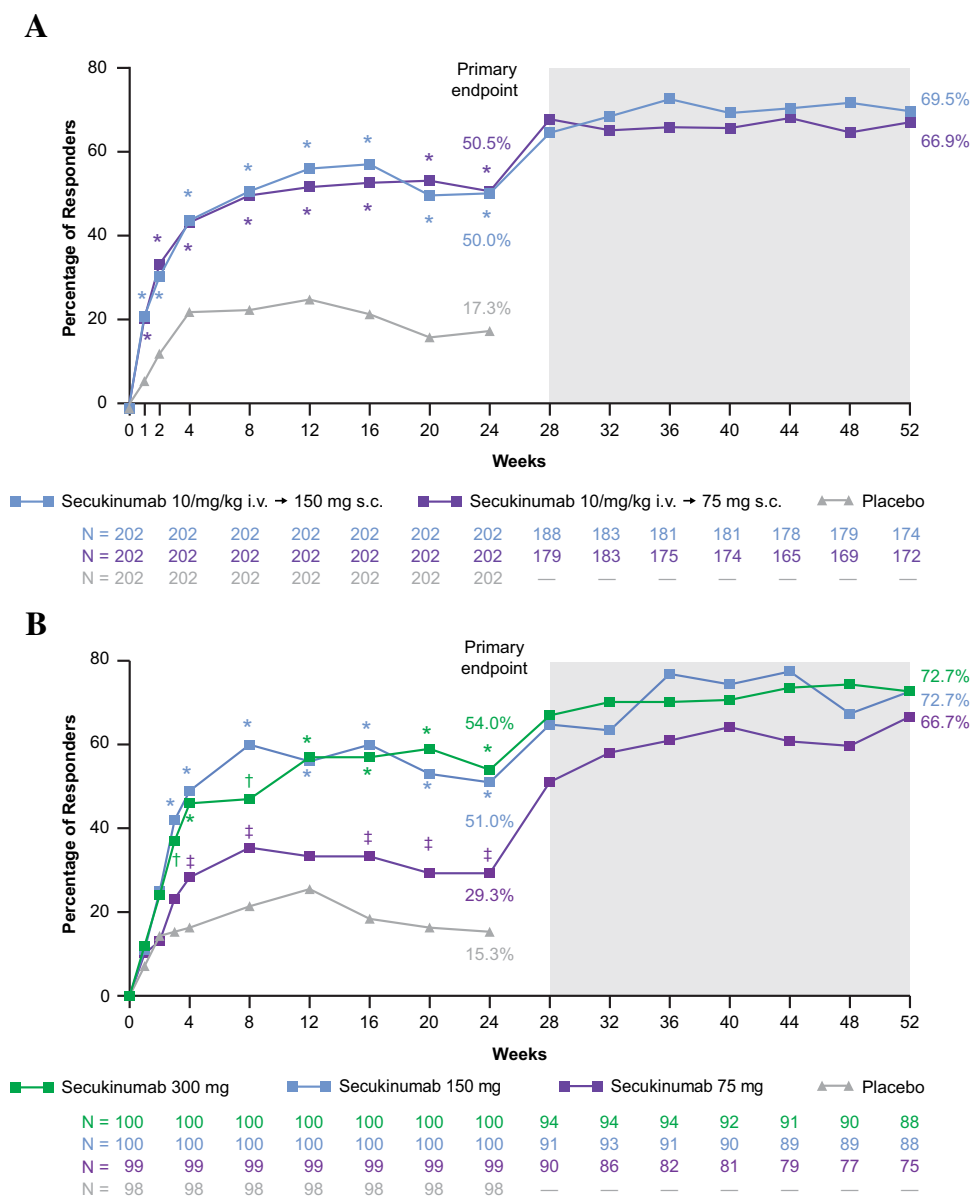 A
Primary
endpoint
Percentage of Responders
80
60
40
20
0
* * * * * * * *
* * * * * * * *
50.5%
50.0%
17.3%
69.5%
66.9%
0 1 2 4 8 12 16 20 24 28 32 36 40 44 48 52
Weeks
Secukinumab 10/mg/kg i.v. → 150 mg s.c. Secukinumab 10/mg/kg i.v. → 75 mg s.c. Placebo
N = 202 202 202 202 202 202 202 188 183 181 181 178 179 174
N = 202 202 202 202 202 202 202 179 183 175 174 165 169 172
N = 202 202 202 202 202 202 202 — — — — — — —
B
Primary
endpoint
Percentage of Responders
80
60
40
20
0
* * * * * * * *
* † † * * * *
‡ ‡ ‡ ‡ ‡
54.0%
51.0%
29.3%
15.3%
72.7%
72.7%
66.7%
0 4 8 12 16 20 24 28 32 36 40 44 48 52
Weeks
Secukinumab 300 mg Secukinumab 150 mg Secukinumab 75 mg Placebo
N = 100 100 100 100 100 100 100 94 94 94 92 91 90 88
N = 100 100 100 100 100 100 100 91 93 91 90 89 89 88
N = 99 99 99 99 99 99 99 90 86 82 81 79 77 75
N = 98 98 98 98 98 98 98 — — — — — — —